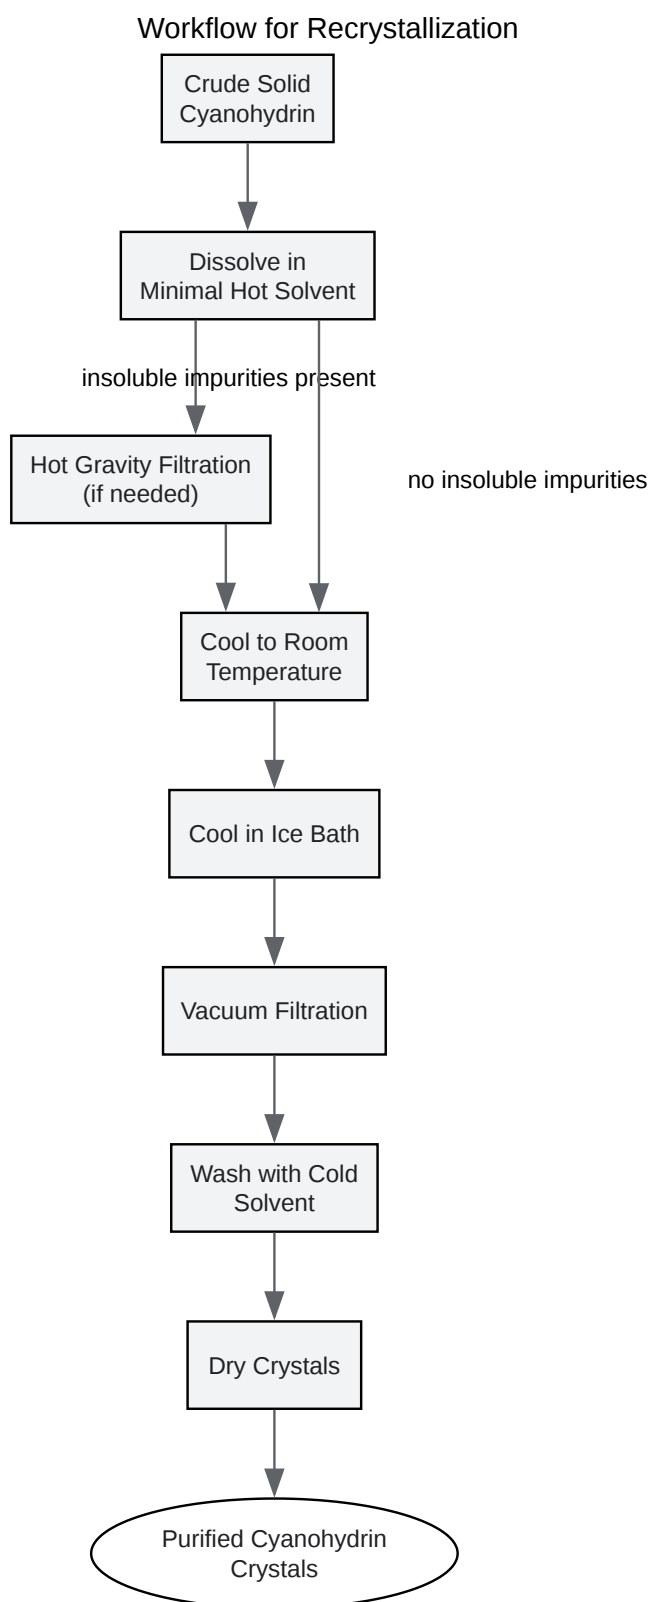 Workflow for Recrystallization
Crude Solid
Cyanohydrin
Dissolve in
Minimal Hot Solvent
insoluble impurities present
Hot Gravity Filtration
(if needed)
no insoluble impurities
Cool to Room
Temperature
Cool in Ice Bath
Vacuum Filtration
Wash with Cold
Solvent
Dry Crystals
Purified Cyanohydrin
Crystals